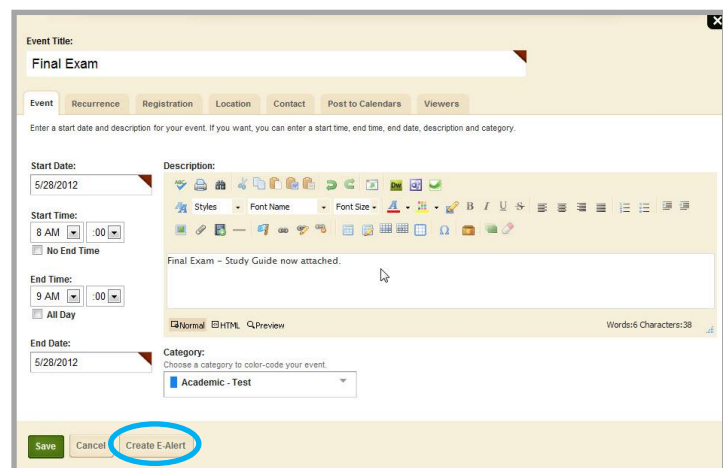 Event Title:
Final Exam
Event Recurrence Registration Location Contact Post to Calendars Viewers
Enter a start date and description for your event. If you want, you can enter a start time, end time, end date, description and category.
Start Date:
5/28/2012
Start Time:
8 AM :00
No End Time
End Time:
9 AM :00
All Day
End Date:
5/28/2012
Description:
Styles Font Name Font Size A B I U S
Final Exam – Study Guide now attached.
Normal HTML Preview Words:6 Characters:38
Category:
Choose a category to color-code your event.
Academic - Test
Save Cancel Create E-Alert